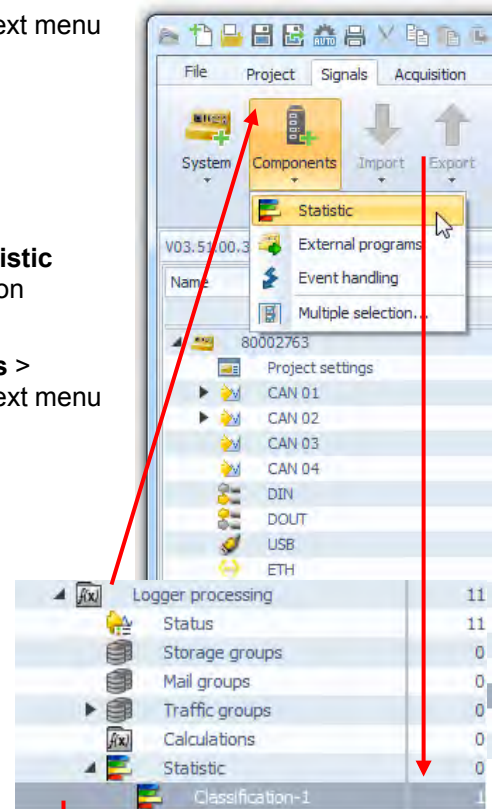 ext menu
istic
on
s >
ext menu
File Project Signals Acquisition
System Components Import Export
Statistic
External programs
Event handling
Multiple selection...
V03.51.00.3
Name
80002763
Project settings
CAN 01
CAN 02
CAN 03
CAN 04
DIN
DOUT
USB
ETH
Logger processing 11
Status 11
Storage groups 0
Mail groups 0
Traffic groups 0
Calculations 0
Statistic 0
Classification-1 1